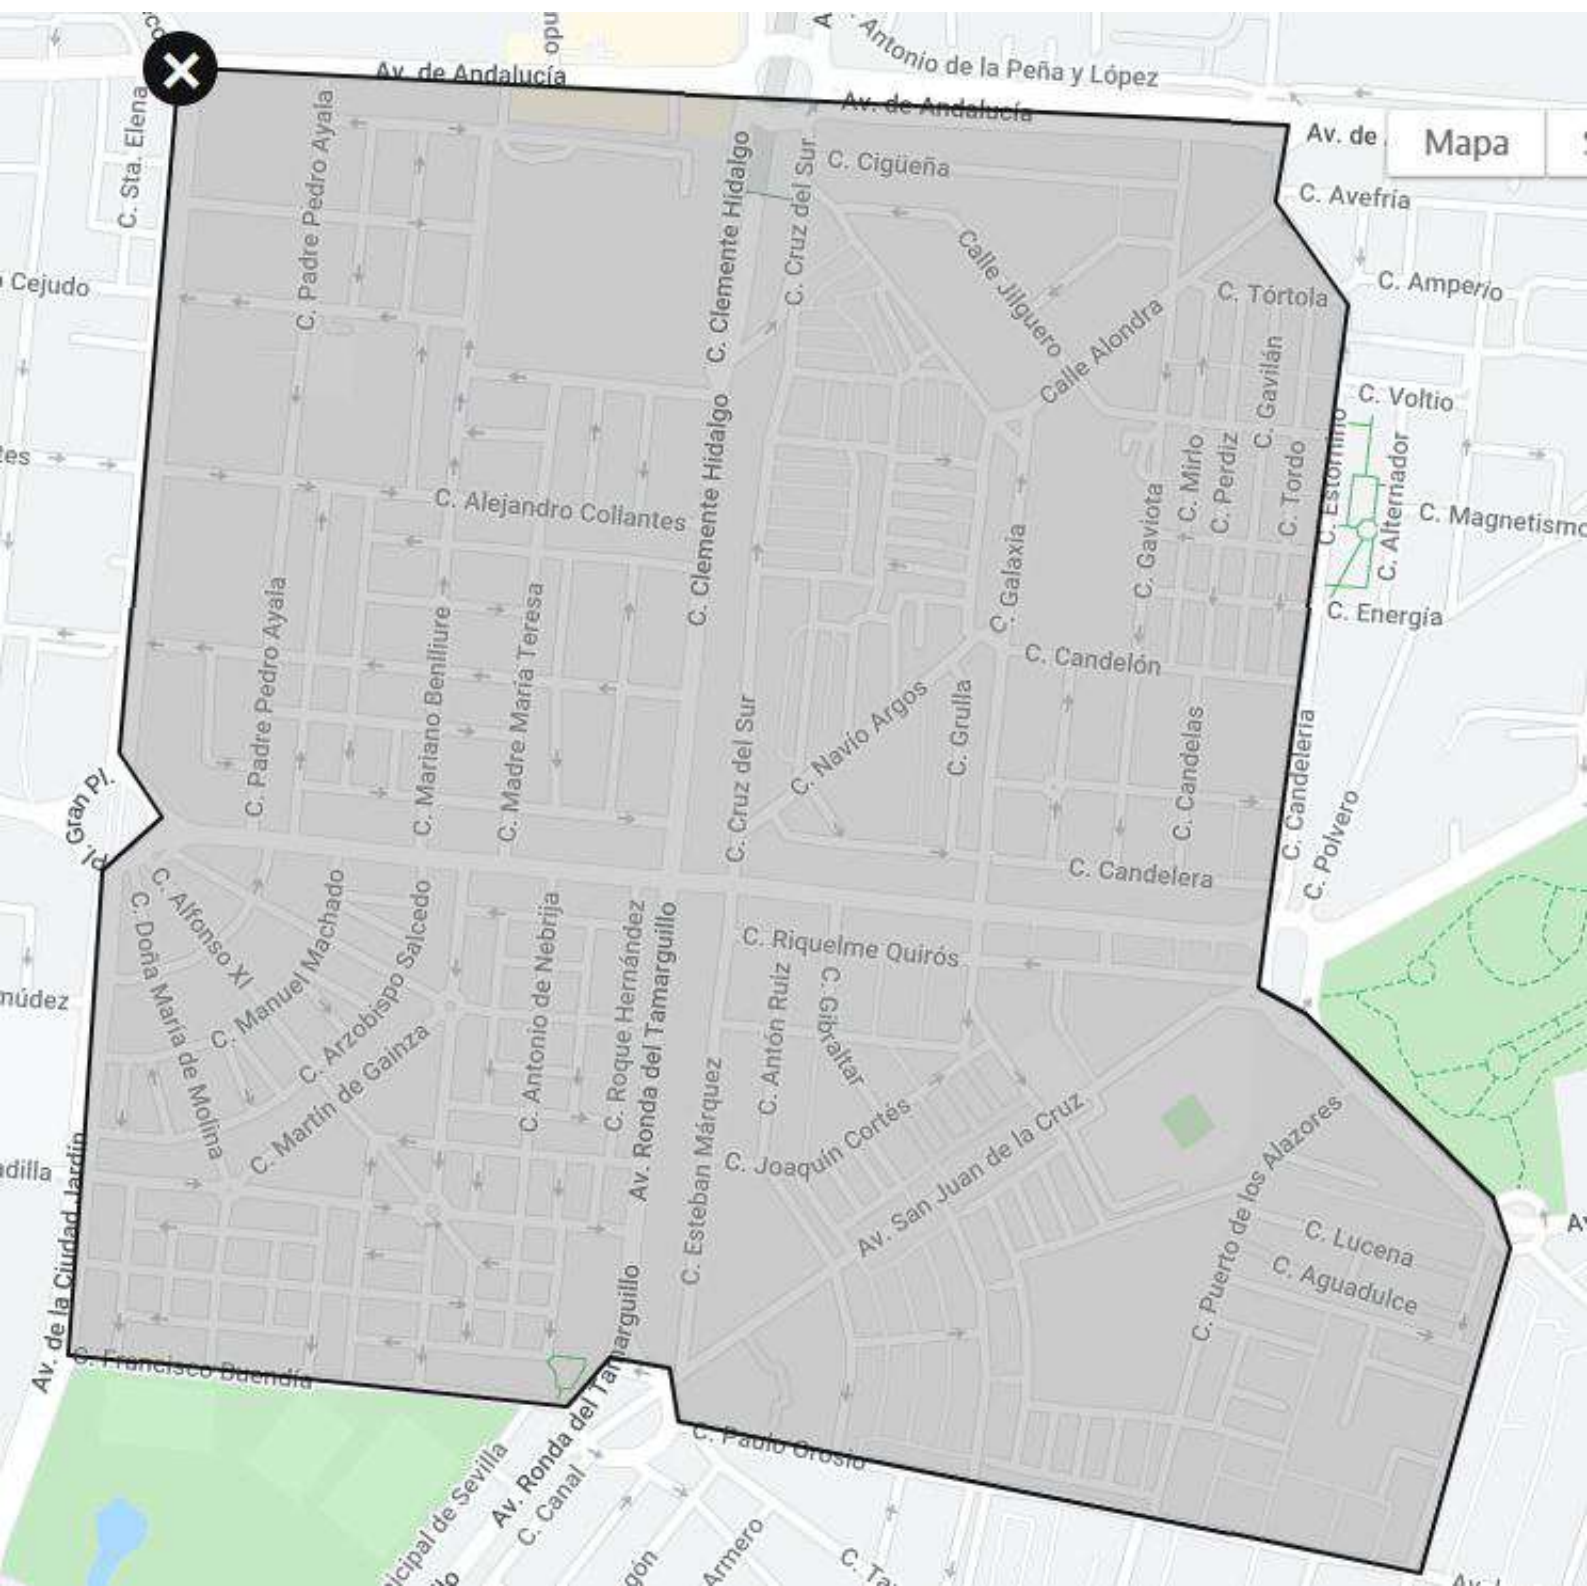 Av. de Andalucía
Antonio de la Peña y López
Av. de Andalucía
Av. de
Mapa
C. Sta. Elena
C. Padre Pedro Ayala
C. Clemente Hidalgo
C. Cruz del Sur
C. Cigüeña
C. Avefría
Cejudo
Calle Jilguero
C. Tórtola
C. Amperio
Calle Alondra
C. Gavilán
C. Voltio
C. Clemente Hidalgo
C. Alejandro Collantes
C. Galaxia
C. Gaviota
C. Mirlo
C. Perdiz
C. Tordo
C. Estornino
C. Alternador
C. Magnetismo
C. Energía
C. Padre Pedro Ayala
C. Mariano Benlliure
C. Madre María Teresa
C. Cruz del Sur
C. Navío Argos
C. Grulla
C. Candelón
C. Candelas
C. Candelería
C. Polvero
Pl. Gran Pl.
C. Candelera
C. Alfonso XI
C. Doña María de Molina
C. Manuel Machado
C. Arzobispo Salcedo
C. Martín de Gainza
C. Antonio de Nebrija
C. Roque Hernández
Av. Ronda del Tamarguillo
C. Riquelme Quirós
C. Antón Ruiz
C. Gibraltar
C. Esteban Márquez
C. Joaquín Cortés
Av. San Juan de la Cruz
C. Puerto de los Alazores
C. Lucena
C. Aguadulce
Av. de la Ciudad Jardín
C. Francisco Buendía
Av. Ronda del Tamarguillo
C. Paulo Orosio
C. Canal
Armero